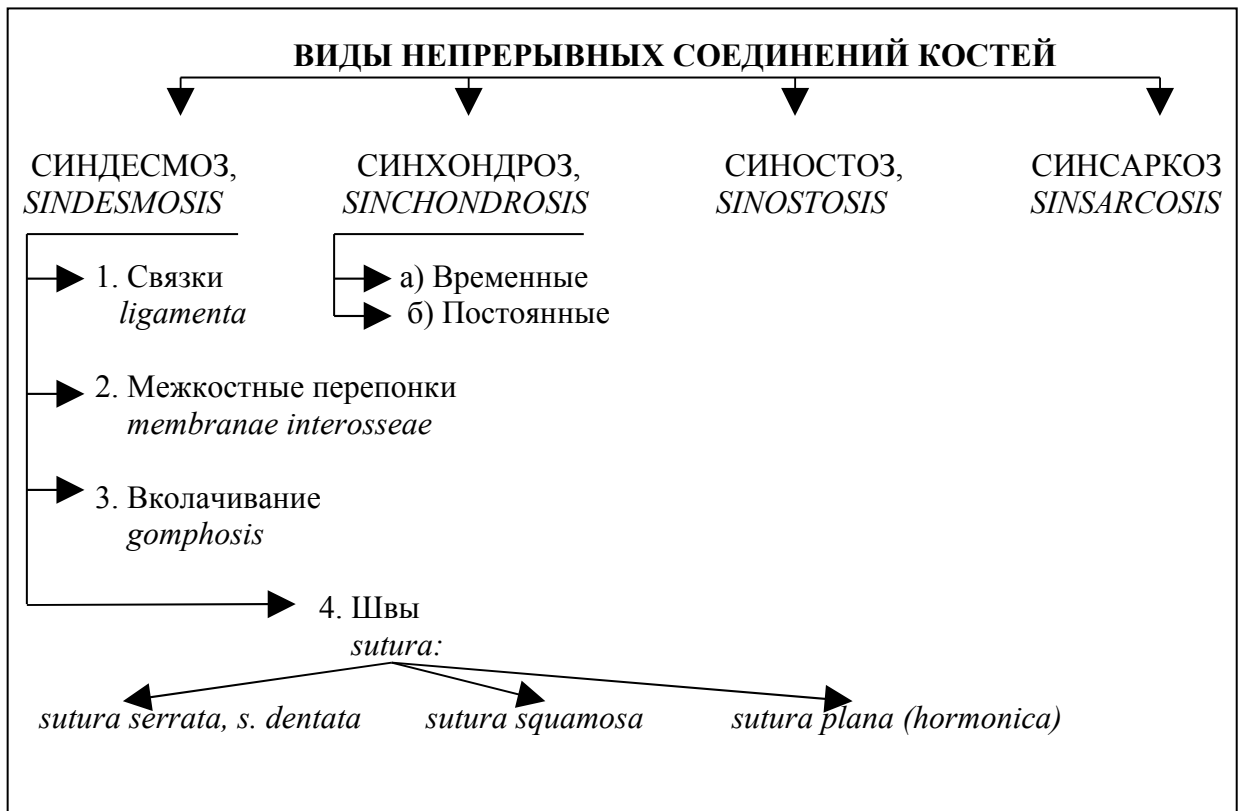 ВИДЫ НЕПРЕРЫВНЫХ СОЕДИНЕНИЙ КОСТЕЙ
СИНДЕСМОЗ, СИНХОНДРОЗ, СИНОСТОЗ, СИНСАРКОЗ
SINDESMOSIS SINCHONDROSIS SINOSTOSIS SINSARCOSIS
1. Связки а) Временные
ligamenta б) Постоянные
2. Межкостные перепонки
membranae interosseae
3. Вколачивание
gomphosis
4. Швы
sutura:
sutura serrata, s. dentata sutura squamosa sutura plana (hormonica)